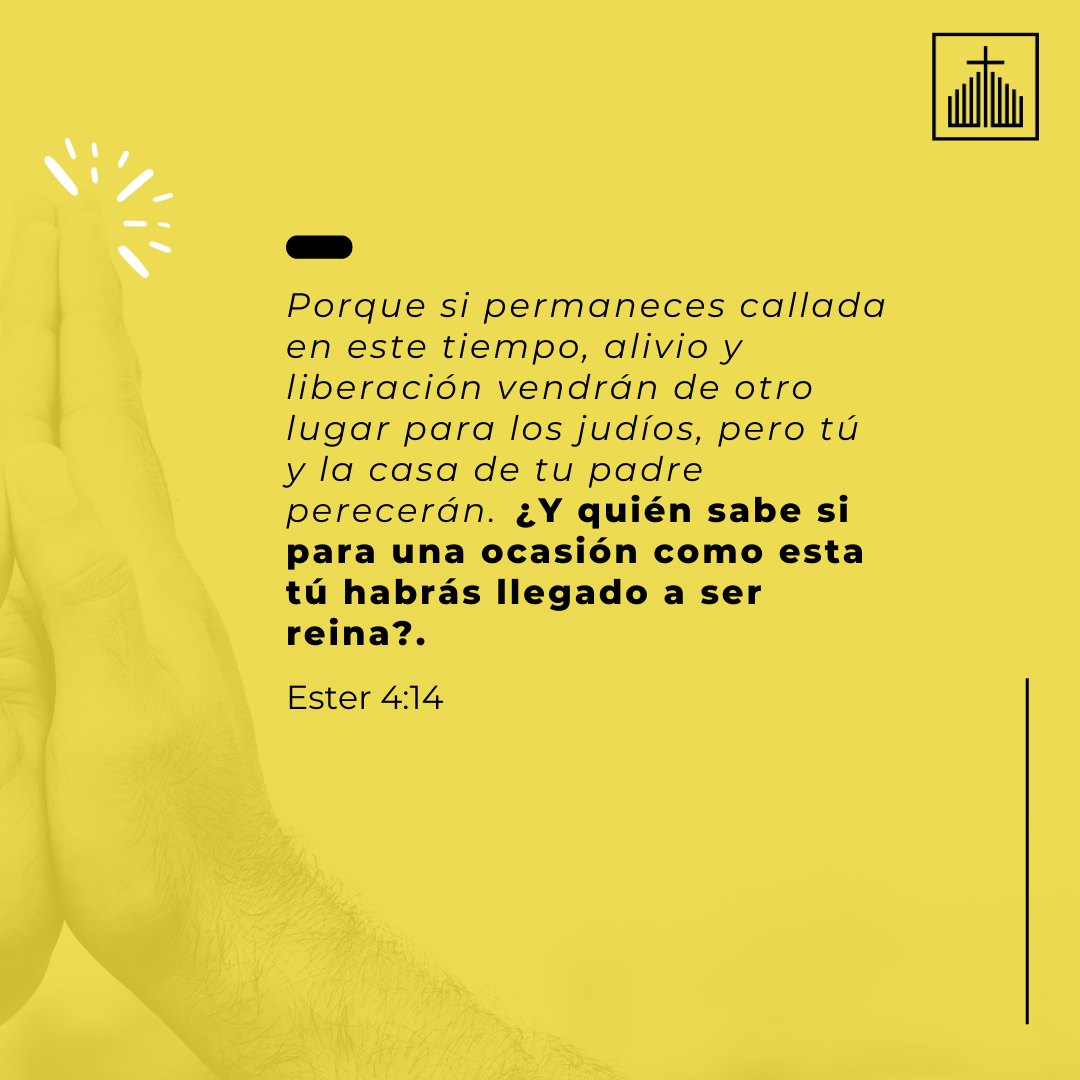 Porque si permaneces callada
en este tiempo, alivio y
liberación vendrán de otro
lugar para los judíos, pero tú
y la casa de tu padre
perecerán. ¿Y quién sabe si
para una ocasión como esta
tú habrás llegado a ser
reina?.
Ester 4:14